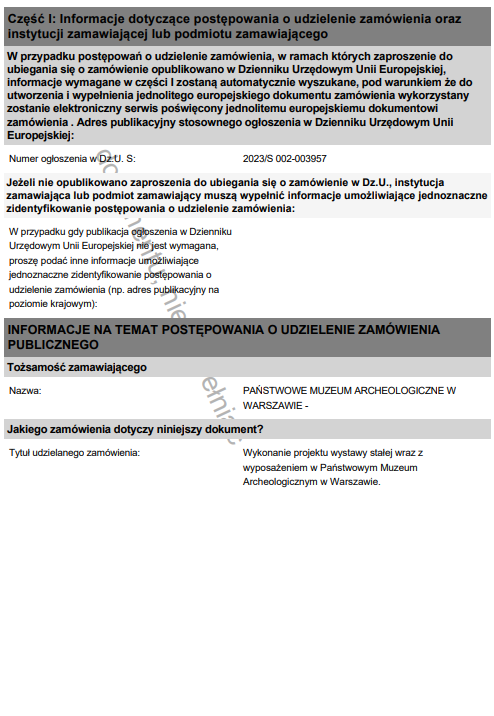 Część I: Informacje dotyczące postępowania o udzielenie zamówienia oraz
instytucji zamawiającej lub podmiotu zamawiającego
W przypadku postępowań o udzielenie zamówienia, w ramach których zaproszenie do
ubiegania się o zamówienie opublikowano w Dzienniku Urzędowym Unii Europejskiej,
informacje wymagane w części I zostaną automatycznie wyszukane, pod warunkiem że do
utworzenia i wypełnienia jednolitego europejskiego dokumentu zamówienia wykorzystany
zostanie elektroniczny serwis poświęcony jednolitemu europejskiemu dokumentowi
zamówienia . Adres publikacyjny stosownego ogłoszenia w Dzienniku Urzędowym Unii
Europejskiej:
Numer ogłoszenia w Dz.U. S:
2023/S 002-003957
Jeżeli nie opublikowano zaproszenia do ubiegania się o zamówienie w Dz.U., instytucja
zamawiająca lub podmiot zamawiający muszą wypełnić informacje umożliwiające jednoznaczne
zidentyfikowanie postępowania o udzielenie zamówienia:
W przypadku gdy publikacja ogłoszenia w Dzienniku
Urzędowym Unii Europejskiej nie jest wymagana,
proszę podać inne informacje umożliwiające
jednoznaczne zidentyfikowanie postępowania o
udzielenie zamówienia (np. adres publikacyjny na
poziomie krajowym):
INFORMACJE NA TEMAT POSTĘPOWANIA O UDZIELENIE ZAMÓWIENIA
PUBLICZNEGO
Tożsamość zamawiającego
Nazwa:
PAŃSTWOWE MUZEUM ARCHEOLOGICZNE W
WARSZAWIE -
Jakiego zamówienia dotyczy niniejszy dokument?
Tytuł udzielanego zamówienia:
Wykonanie projektu wystawy stałej wraz z
wyposażeniem w Państwowym Muzeum
Archeologicznym w Warszawie.